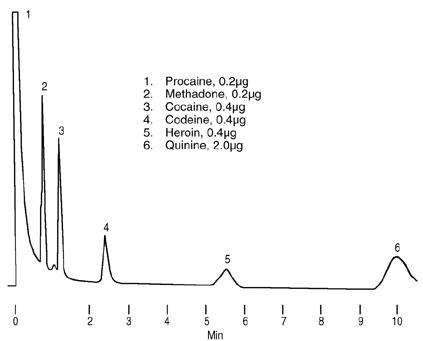 1
2
3
4
5
6
1. Procaine, 0.2µg
2. Methadone, 0.2µg
3. Cocaine, 0.4µg
4. Codeine, 0.4µg
5. Heroin, 0.4µg
6. Quinine, 2.0µg
0 2 3 4 5 6 7 8 9 10
Min